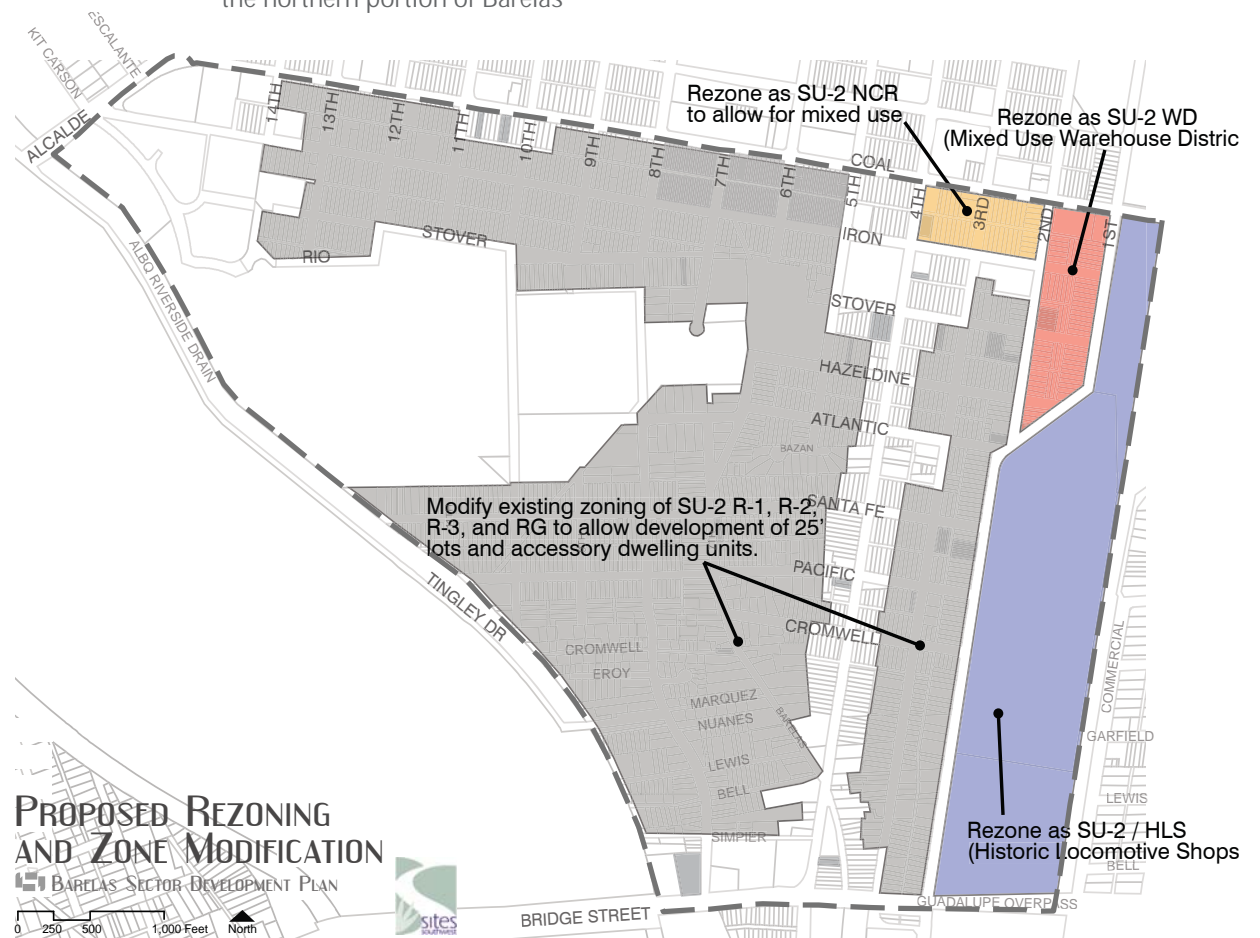 the northern portion of Barelas
KIT CARSON
ESCALANTE
ALCALDE
14TH
13TH
12TH
11TH
10TH
9TH
8TH
7TH
6TH
5TH
4TH
3RD
2ND
1ST
COAL
Rezone as SU-2 NCR
to allow for mixed use
Rezone as SU-2 WD
(Mixed Use Warehouse Distric
IRON
STOVER
RIO
ALBQ RIVERSIDE DRAIN
STOVER
HAZELDINE
ATLANTIC
BAZAN
SANTA FE
Modify existing zoning of SU-2 R-1, R-2,
R-3, and RG to allow development of 25'
lots and accessory dwelling units.
PACIFIC
TINGLEY DR
CROMWELL
CROMWELL
EROY
MARQUEZ
NUANES
BARELAS
LEWIS
BELL
SIMPIER
COMMERCIAL
GARFIELD
LEWIS
BELL
Rezone as SU-2 / HLS
(Historic Locomotive Shops
GUADALUPE OVERPASS
BRIDGE STREET
PROPOSED REZONING
AND ZONE MODIFICATION
BARELAS SECTOR DEVELOPMENT PLAN
0 250 500 1,000 Feet North
sites
southwest